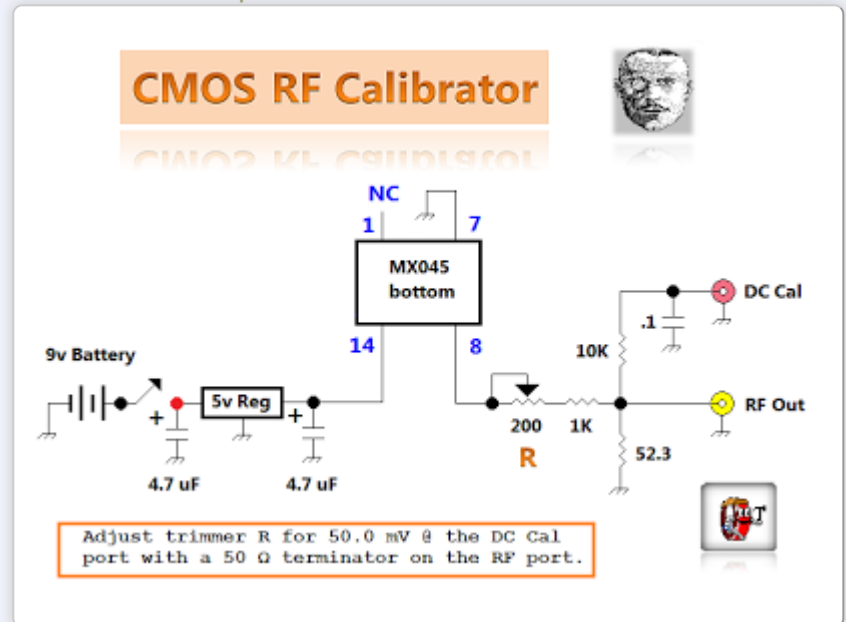 CMOS RF Calibrator
NC
1
7
MX045
bottom
14
8
DC Cal
.1
10K
9v Battery
5v Reg
+
+
200
1K
RF Out
R
52.3
4.7 uF
4.7 uF
Adjust trimmer R for 50.0 mV @ the DC Cal
port with a 50 Ω terminator on the RF port.